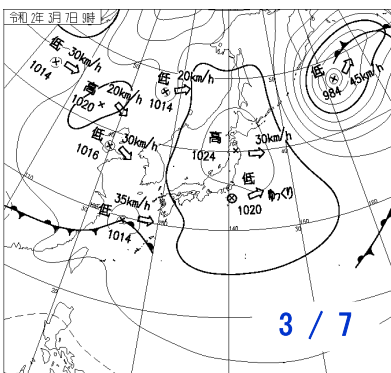 令和 2年 3月 7日 9時
低 30km/h
1014
高 20km/h
1020
低 20km/h
1014
低 45km/h
984
低 30km/h
1016
高 30km/h
1024
低 ゆっくり
1020
低 35km/h
1014
140
3 / 7